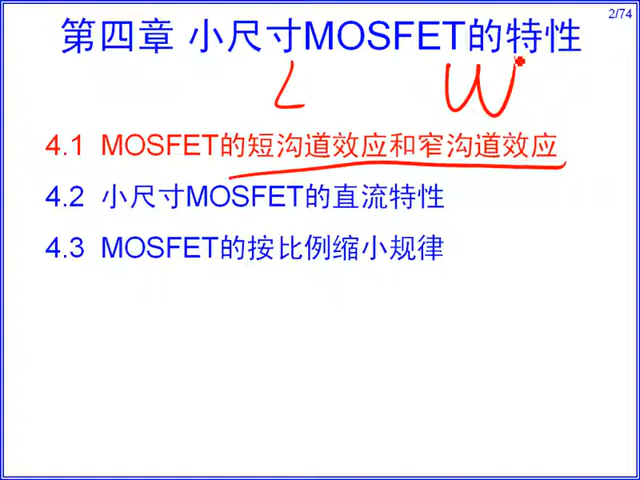 2/74
第四章 小尺寸MOSFET的特性
L W
4.1 MOSFET的短沟道效应和窄沟道效应
4.2 小尺寸MOSFET的直流特性
4.3 MOSFET的按比例缩小规律